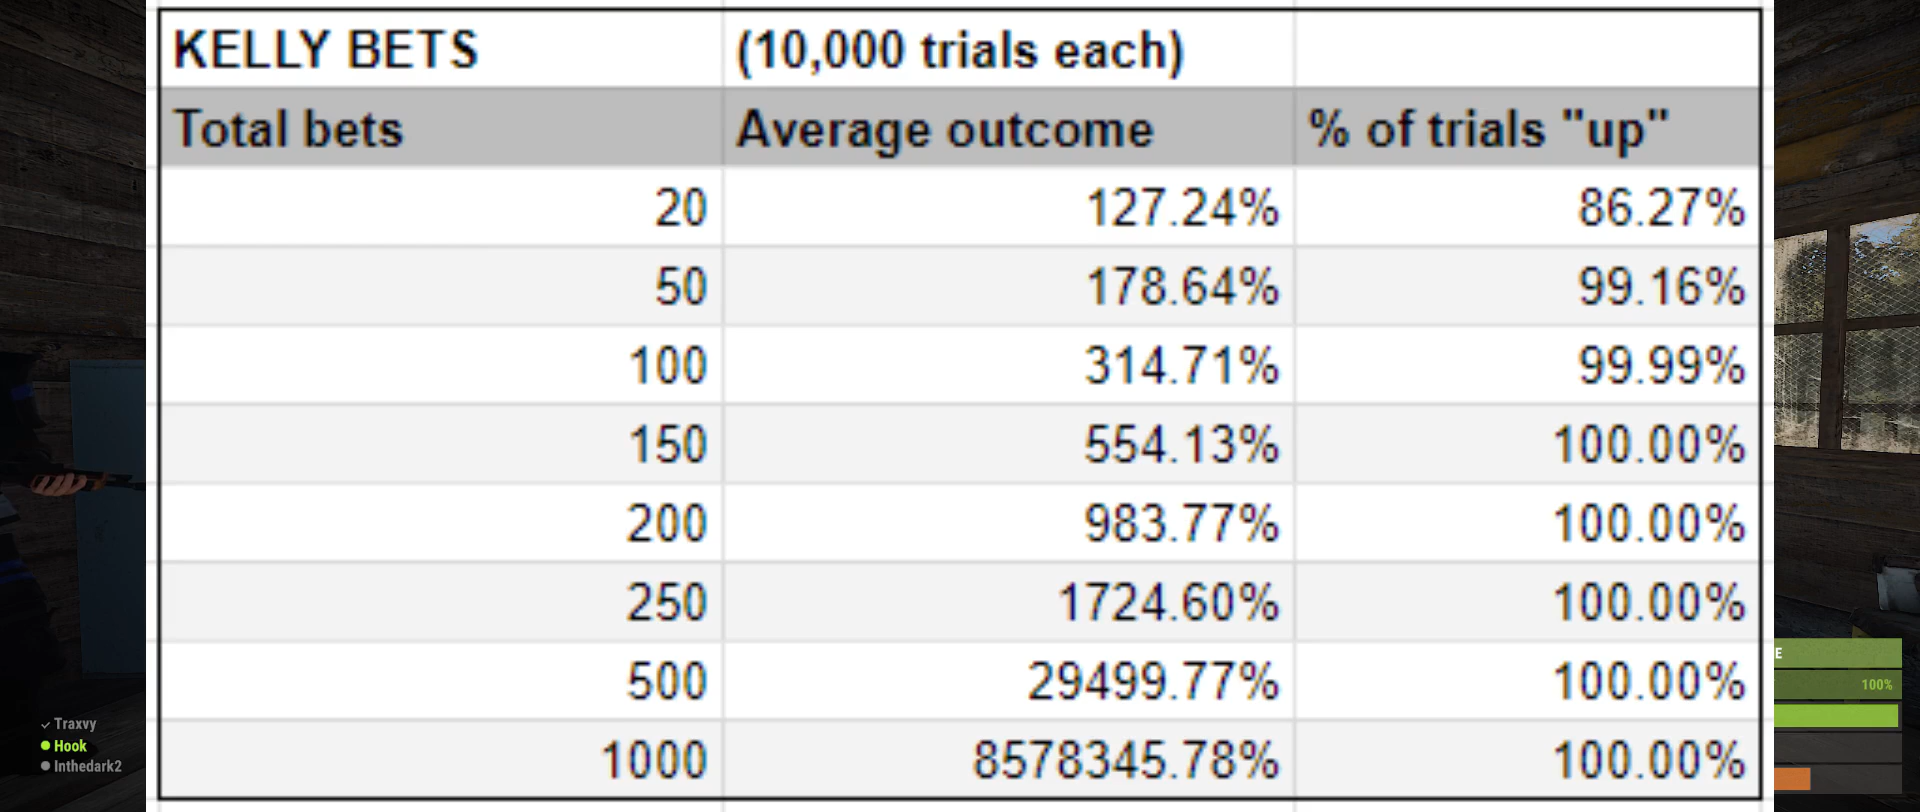 KELLY BETS (10,000 trials each)
Total bets Average outcome % of trials "up"
20 127.24% 86.27%
50 178.64% 99.16%
100 314.71% 99.99%
150 554.13% 100.00%
200 983.77% 100.00%
250 1724.60% 100.00%
500 29499.77% 100.00%
1000 8578345.78% 100.00%
E
100%
Traxvy
Hook
Inthedark2